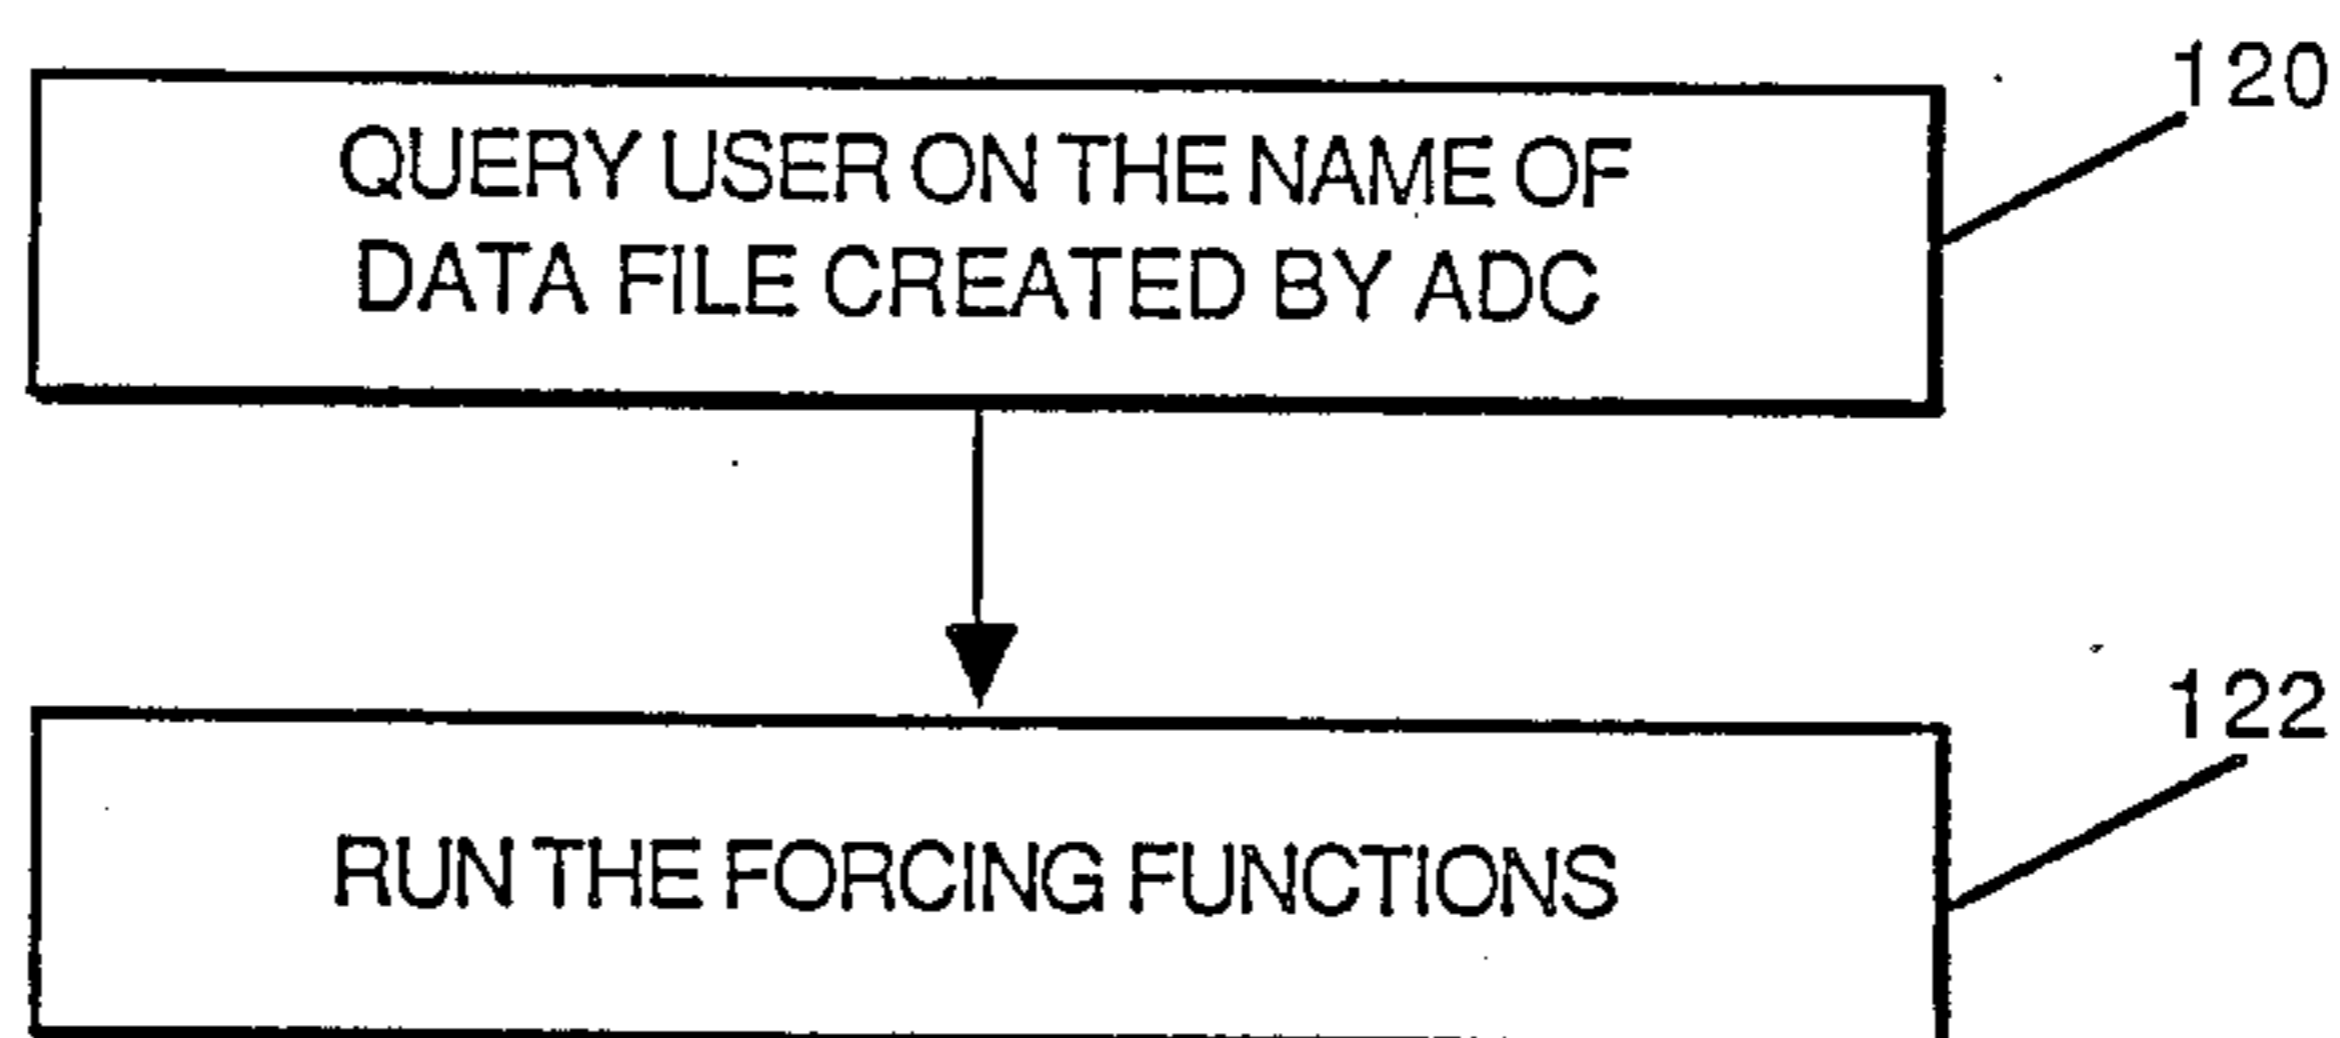 120
QUERY USER ON THE NAME OF
DATA FILE CREATED BY ADC
122
RUN THE FORCING FUNCTIONS